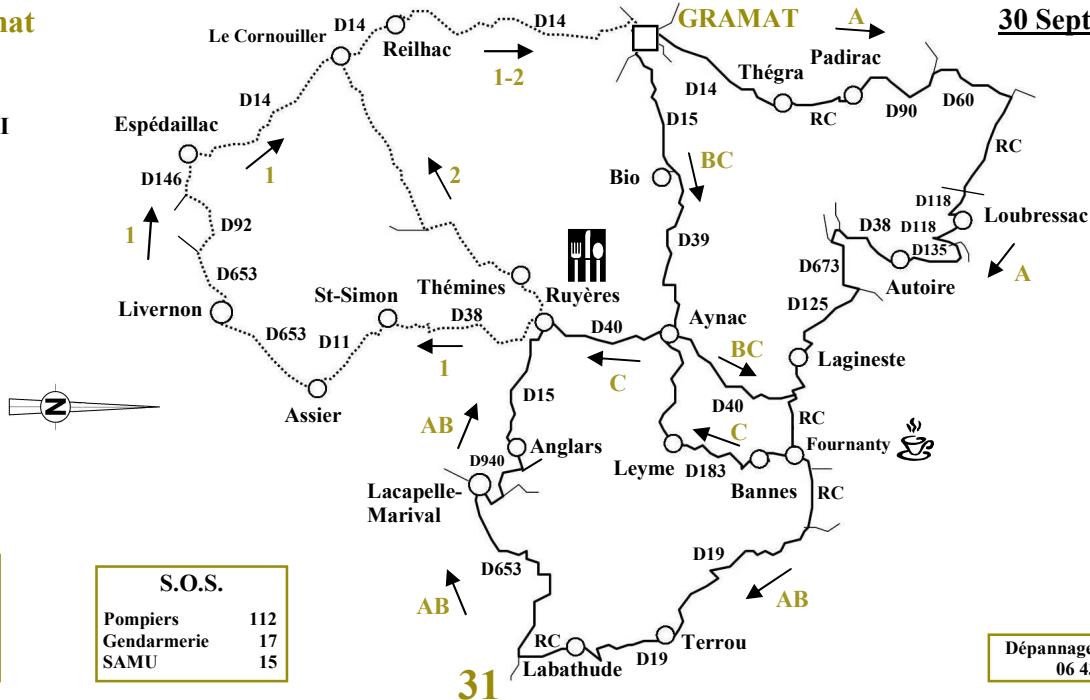 nat
GRAMAT
30 Sept
Le Cornouiller
D14
Reilhac
D14
1-2
A
Padirac
Thégra
D14
RC
D90
D60
RC
D14
I
Espédaillac
1
D146
D92
1
D653
Livernon
D653
Assier
D11
St-Simon
D38
1
2
Thémines
Ruyères
D15
BC
Bio
D39
D40
C
Aynac
BC
D40
D118
Loubressac
D118
D38
D135
Autoire
A
D673
D125
Lagineste
RC
Fournanty
C
Leyme
D183
Bannes
RC
D15
AB
Anglars
D940
Lacapelle-
Marival
D653
AB
RC
Labathude
D19
Terrou
D19
AB
N
S.O.S.
Pompiers 112
Gendarmerie 17
SAMU 15
31
Dépannage
06 4